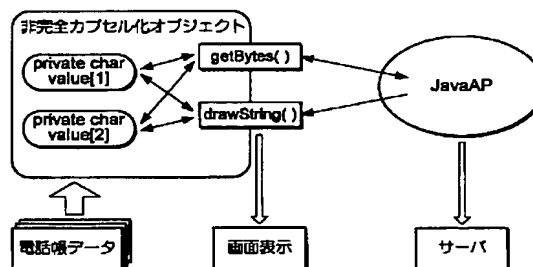 非完全カプセル化オブジェクト
private char
value[1]
getBytes( )
JavaAP
private char
value[2]
drawString( )
電話帳データ
画面表示
サーバ